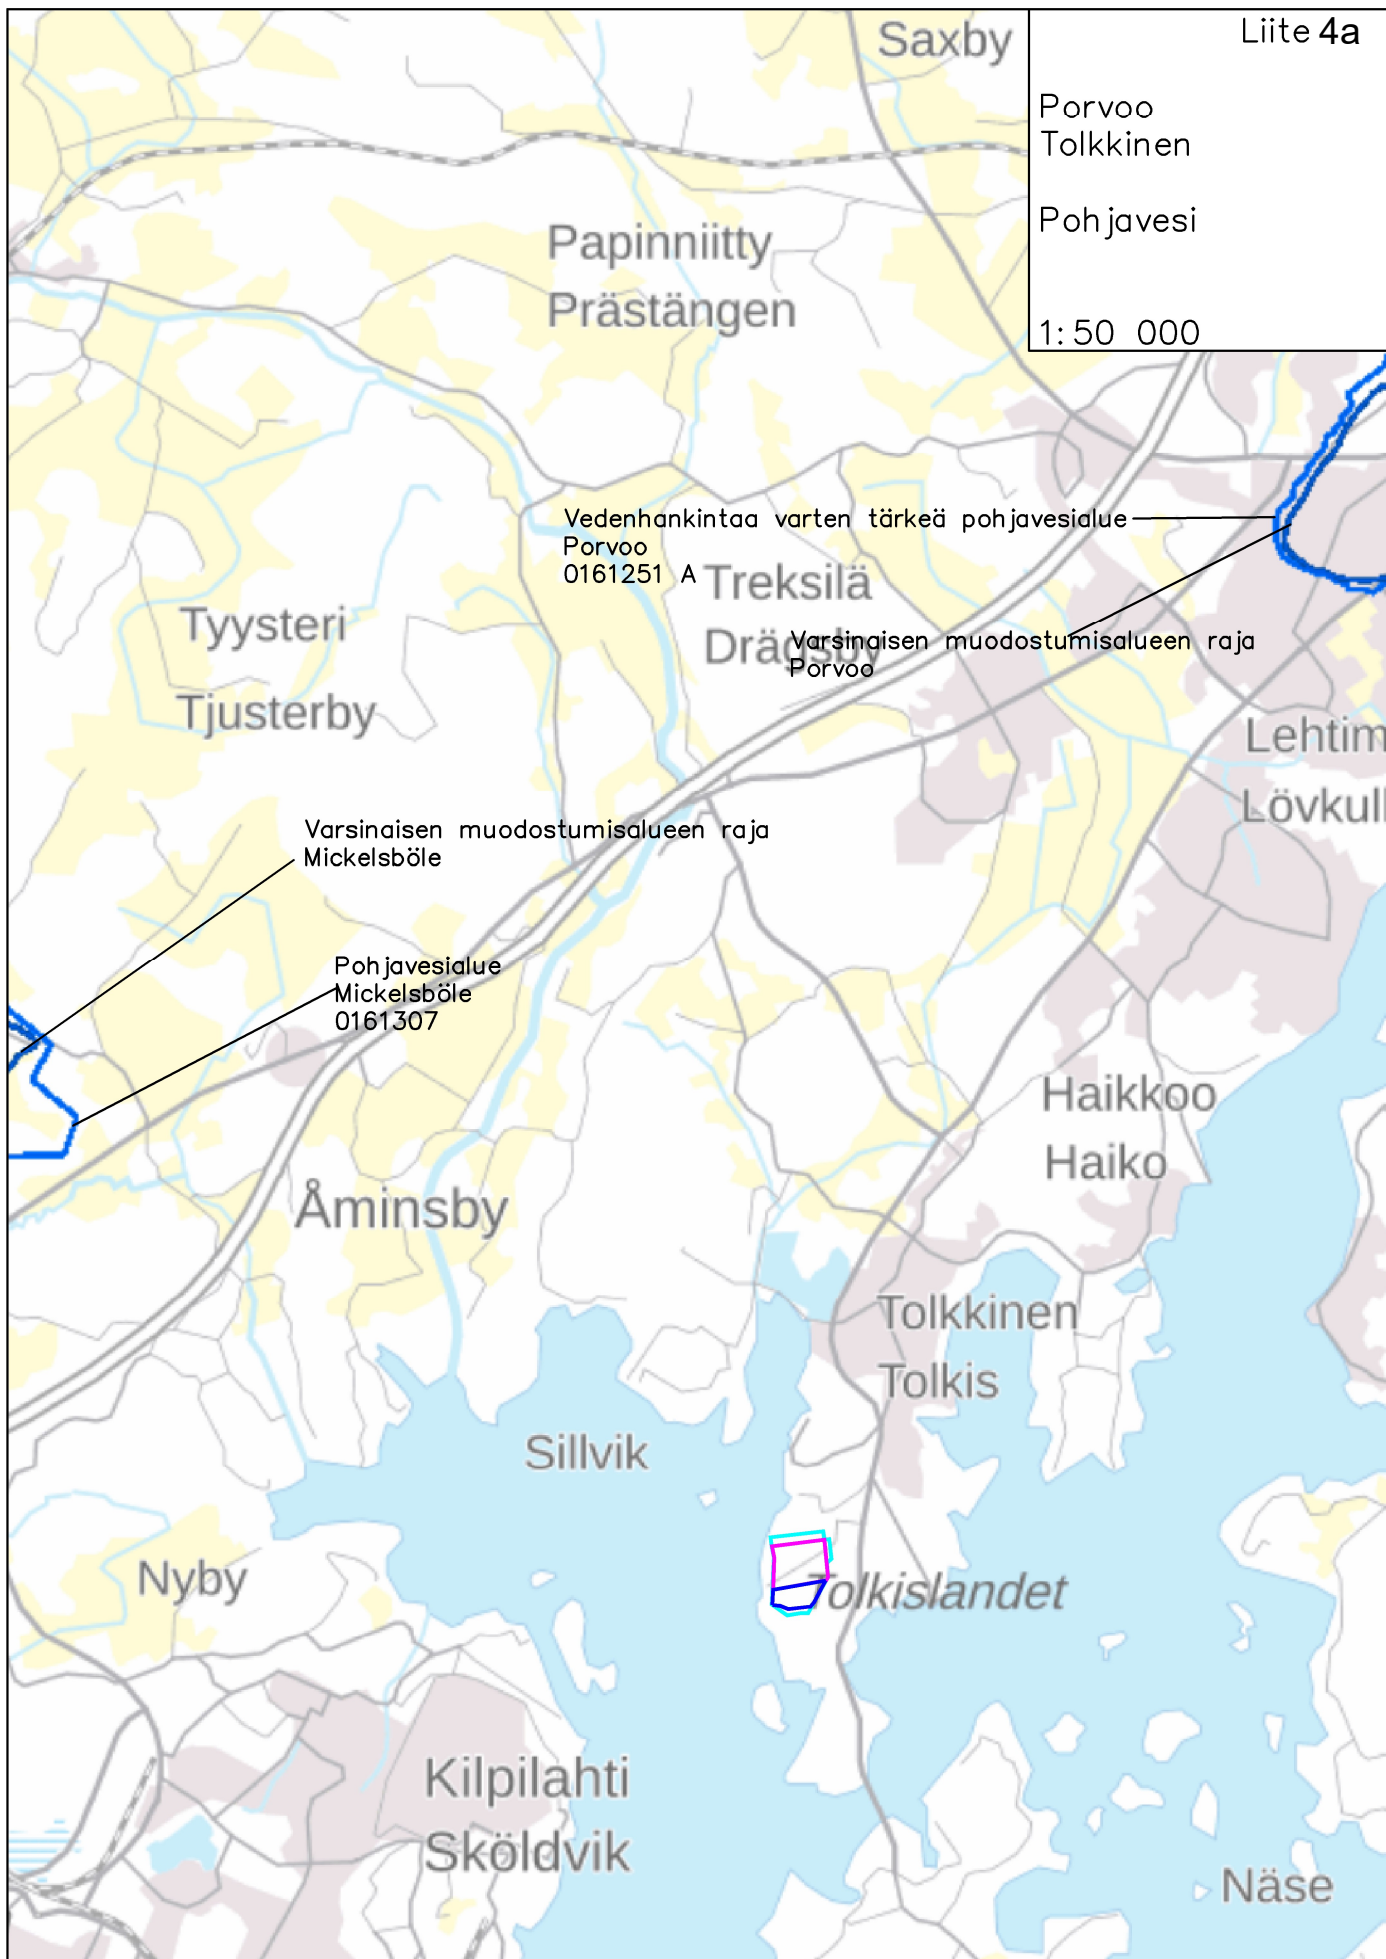 Liite 4a
Porvoo
Tolkkinen
Pohjavesi
1:50 000
Saxby
Papinniitty
Prästängen
Vedenhankintaa varten tärkeä pohjavesialue
Porvoo
0161251 A
Treksilä
Drägsby
Varsinaisen muodostumisalueen raja
Porvoo
Tyysteri
Tjusterby
Lehtim
Lövkull
Varsinaisen muodostumisalueen raja
Mickelsböle
Pohjavesialue
Mickelsböle
0161307
Haikkoo
Haiko
Åminsby
Tolkkinen
Tolkis
Sillvik
Nyby
Tolkislandet
Kilpilahti
Sköldvik
Näse